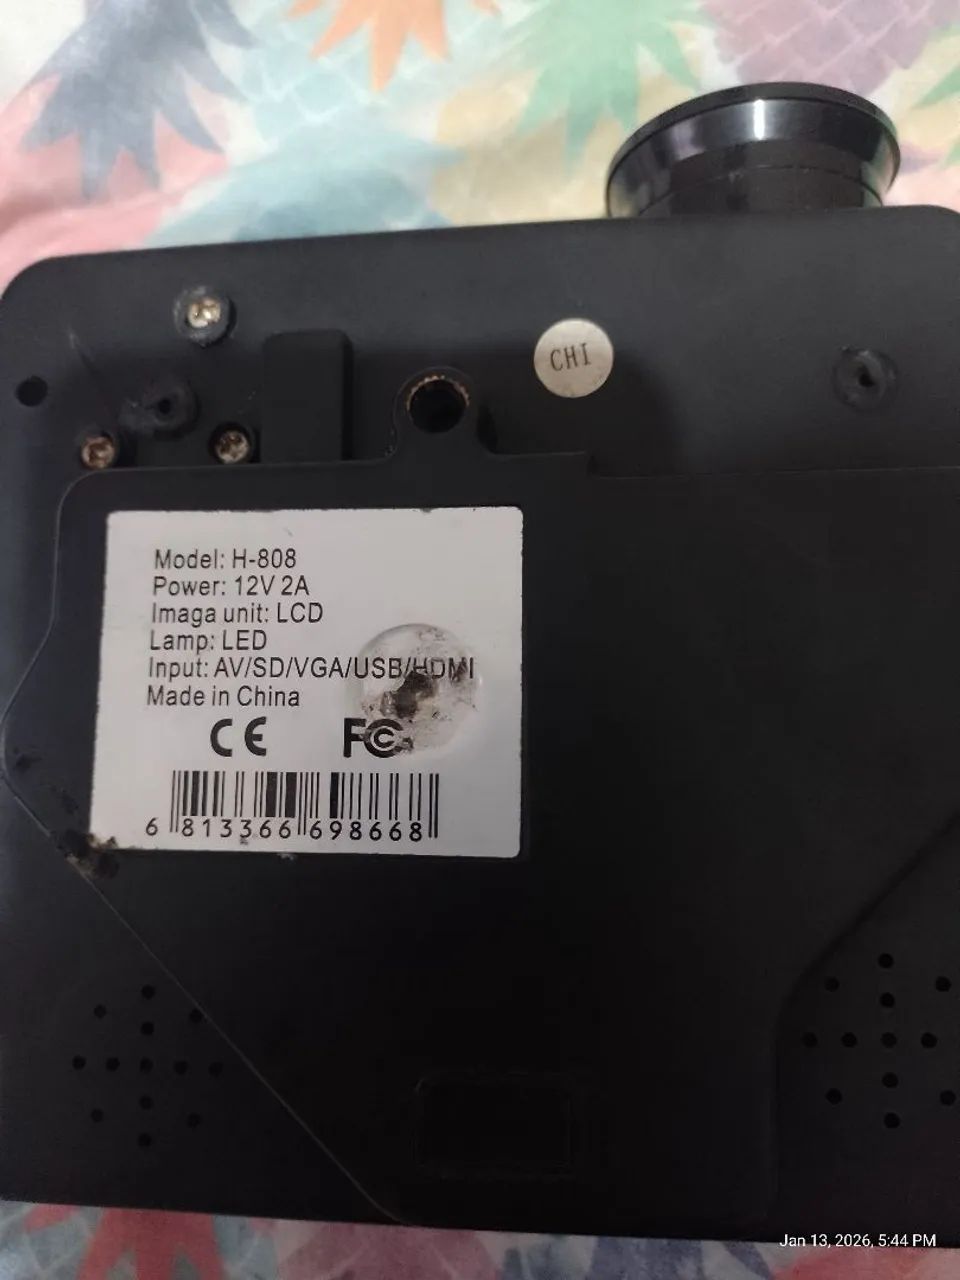 CHI
Model: H-808
Power: 12V 2A
Imaga unit: LCD
Lamp: LED
Input: AV/SD/VGA/USB/HDMI
Made in China
CE FC
6 813366 698668
Jan 13, 2026, 5:44 PM